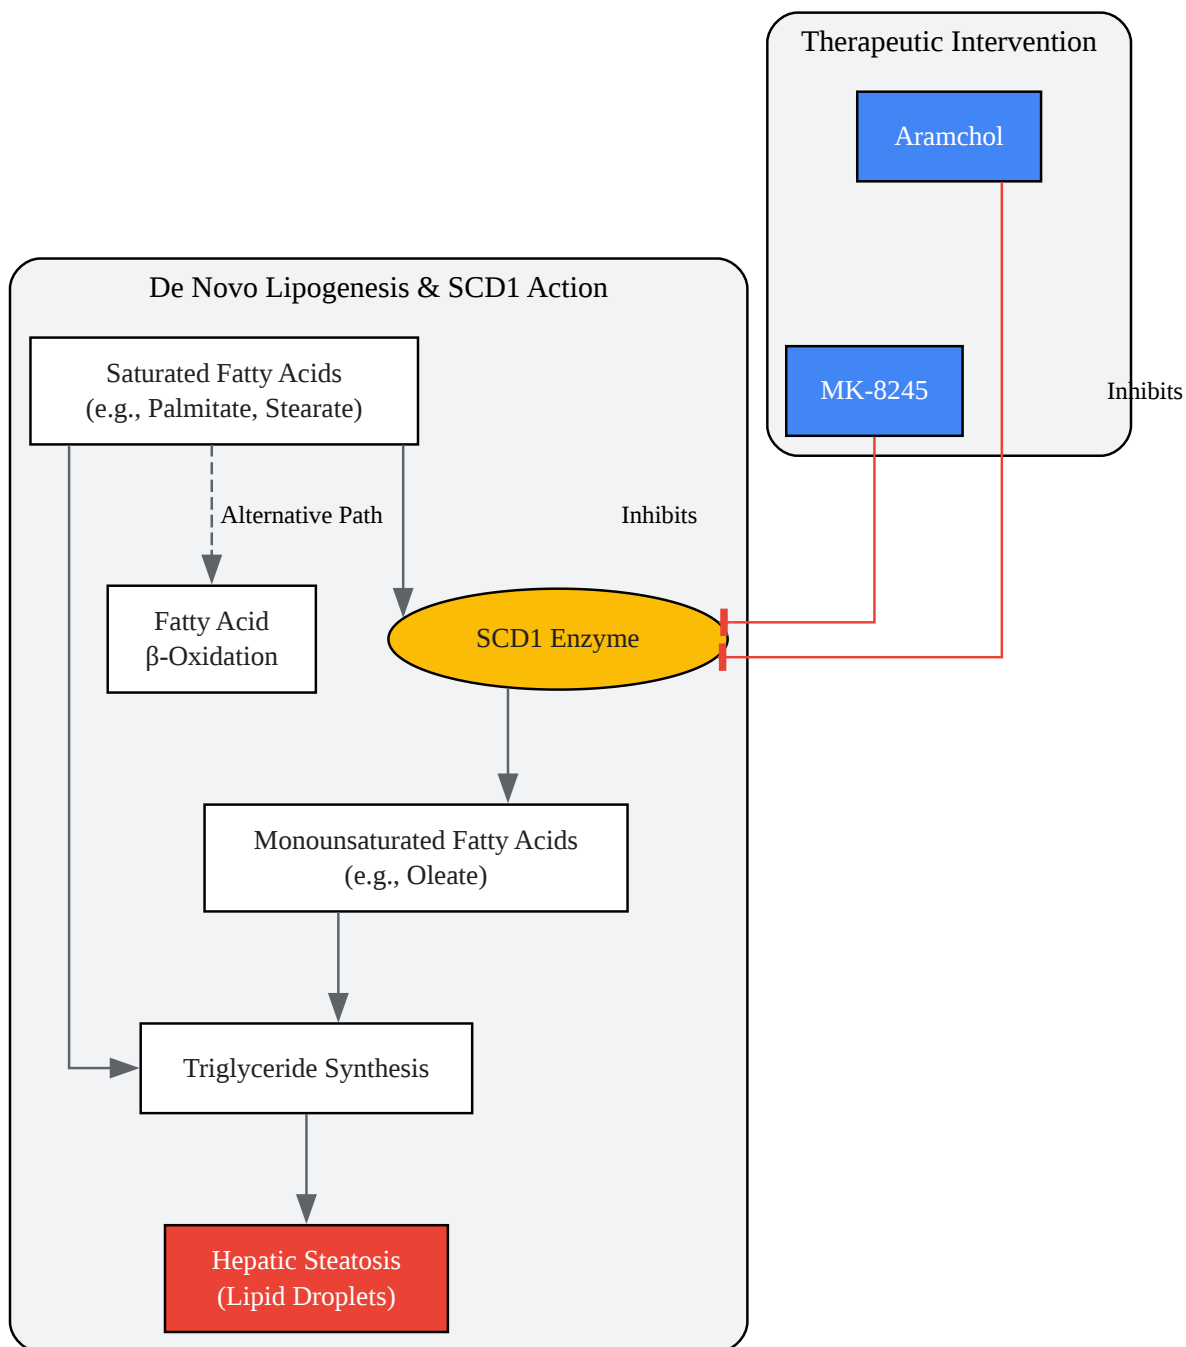 Therapeutic Intervention
Aramchol
De Novo Lipogenesis & SCD1 Action
Saturated Fatty Acids
(e.g., Palmitate, Stearate)
MK-8245
Inhibits
Alternative Path
Inhibits
Fatty Acid
β-Oxidation
SCD1 Enzyme
Monounsaturated Fatty Acids
(e.g., Oleate)
Triglyceride Synthesis
Hepatic Steatosis
(Lipid Droplets)